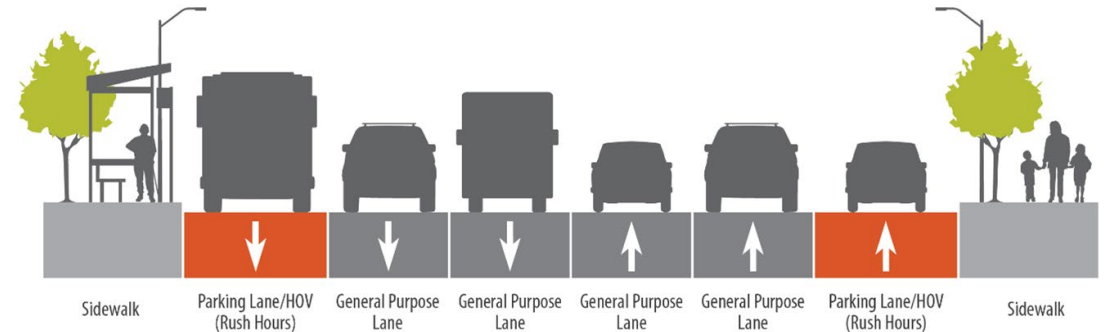 Sidewalk
Parking Lane/HOV
(Rush Hours)
General Purpose
Lane
General Purpose
Lane
General Purpose
Lane
General Purpose
Lane
Parking Lane/HOV
(Rush Hours)
Sidewalk